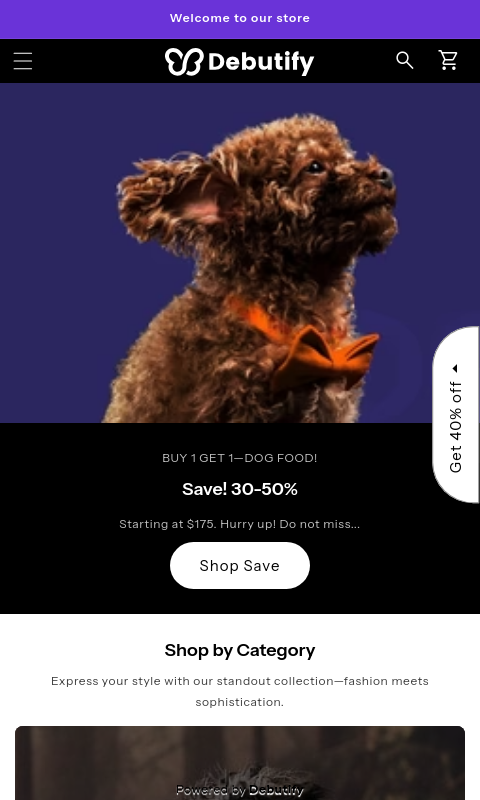 Welcome to our store
Debutify
Get 40% off
BUY 1 GET 1—DOG FOOD!
Save! 30-50%
Starting at $175. Hurry up! Do not miss...
Shop Save
Shop by Category
Express your style with our standout collection—fashion meets
sophistication.
Powered by Debutify